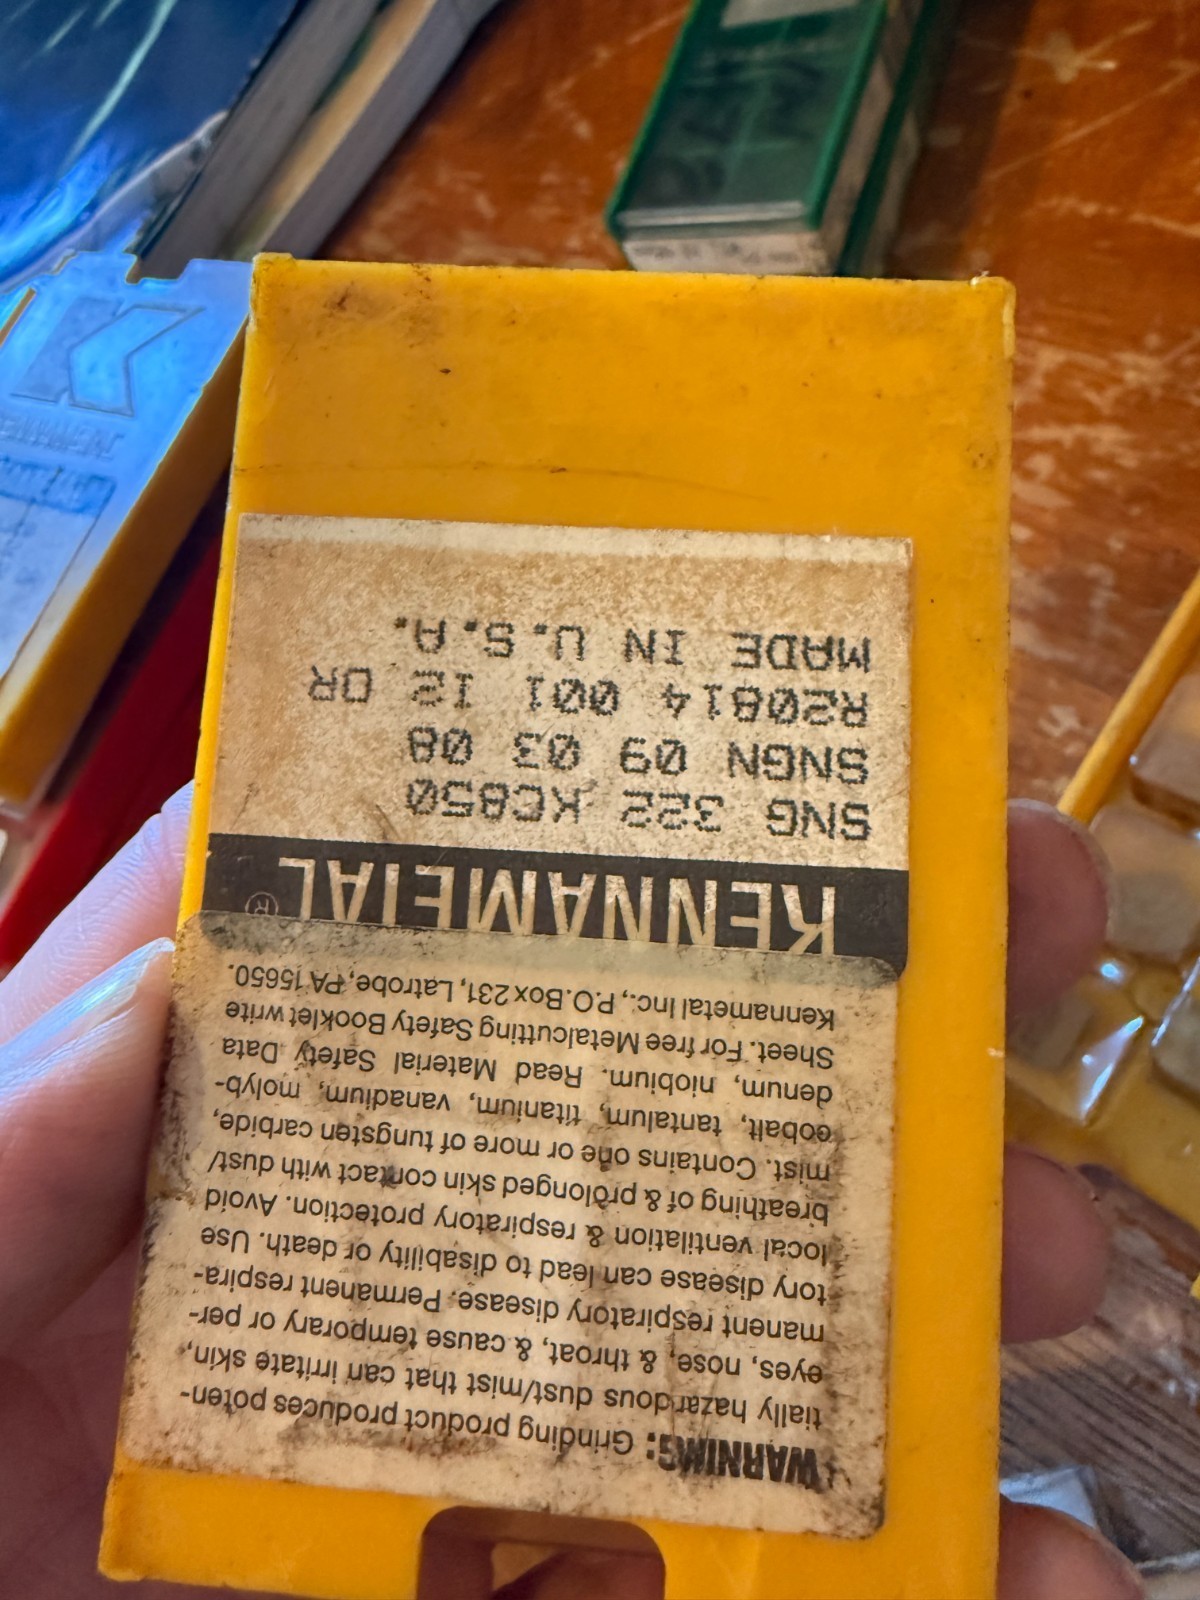 WARNING: Grinding product produces poten-
tially hazardous dust/mist that can irritate skin,
eyes, nose, & throat, & cause temporary or per-
manent respiratory disease. Permanent respira-
tory disease can lead to disability or death. Use
local ventilation & respiratory protection. Avoid
breathing of & prolonged skin contact with dust/
mist. Contains one or more of tungsten carbide,
cobalt, tantalum, titanium, vanadium, molyb-
denum, niobium. Read Material Safety Data
Sheet. For free Metalcutting Safety Booklet write
Kennametal Inc., P.O. Box 231, Latrobe, PA 15650.
KENNAMETAL®
SNG 322 KC850
SNGN 09 03 08
R20814 001 12 OR
MADE IN U.S.A.
K
KENNAMETAL